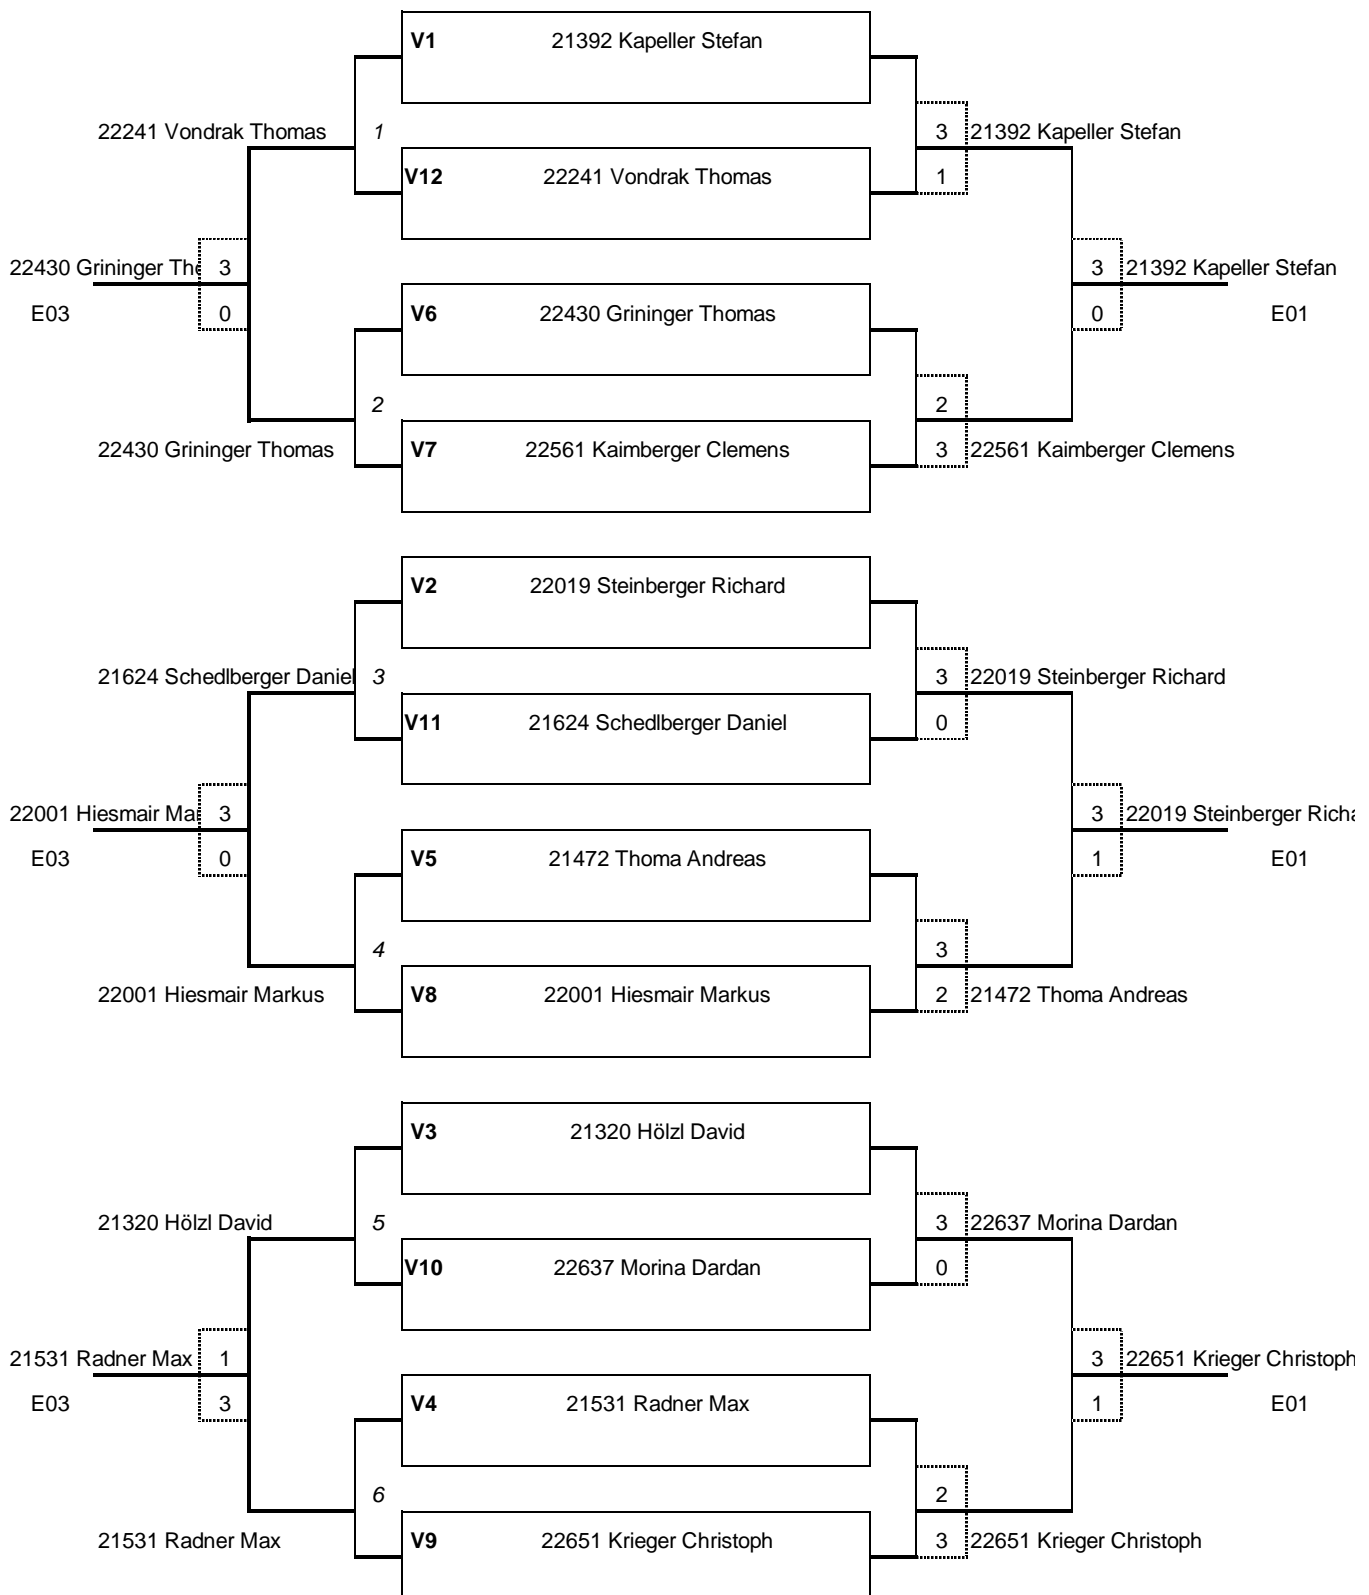 V1 21392 Kapeller Stefan
22241 Vondrak Thomas 1 3 21392 Kapeller Stefan
V12 22241 Vondrak Thomas 1
22430 Grininger Tho 3 3 21392 Kapeller Stefan
E03 0 V6 22430 Grininger Thomas 0 E01
2 2
22430 Grininger Thomas V7 22561 Kaimberger Clemens 3 22561 Kaimberger Clemens
V2 22019 Steinberger Richard
21624 Schedlberger Daniel 3 3 22019 Steinberger Richard
V11 21624 Schedlberger Daniel 0
22001 Hiesmair Mar 3 3 22019 Steinberger Richa
E03 0 V5 21472 Thoma Andreas 1 E01
4 3
22001 Hiesmair Markus V8 22001 Hiesmair Markus 2 21472 Thoma Andreas
V3 21320 Hölzl David
21320 Hölzl David 5 3 22637 Morina Dardan
V10 22637 Morina Dardan 0
21531 Radner Max 1 3 22651 Krieger Christoph
E03 3 V4 21531 Radner Max 1 E01
6 2
21531 Radner Max V9 22651 Krieger Christoph 3 22651 Krieger Christoph